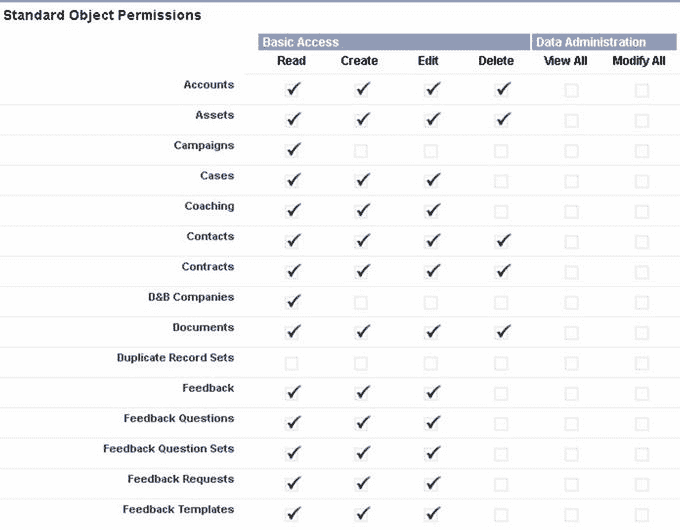 Standard Object Permissions
Basic Access Data Administration
Read Create Edit Delete View All Modify All
Accounts
Assets
Campaigns
Cases
Coaching
Contacts
Contracts
D&B Companies
Documents
Duplicate Record Sets
Feedback
Feedback Questions
Feedback Question Sets
Feedback Requests
Feedback Templates